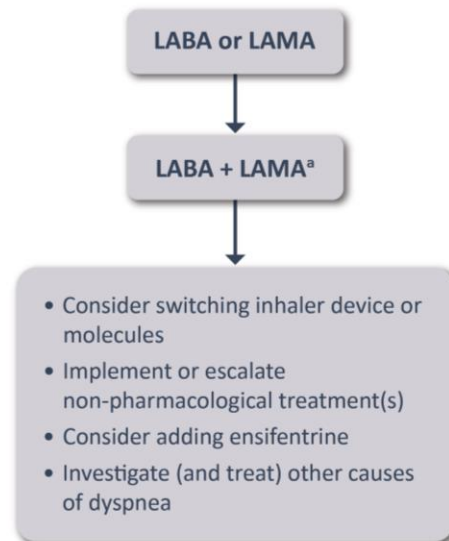 LABA or LAMA
LABA + LAMAᵃ
• Consider switching inhaler device or
molecules
• Implement or escalate
non-pharmacological treatment(s)
• Consider adding ensifentrine
• Investigate (and treat) other causes
of dyspnea